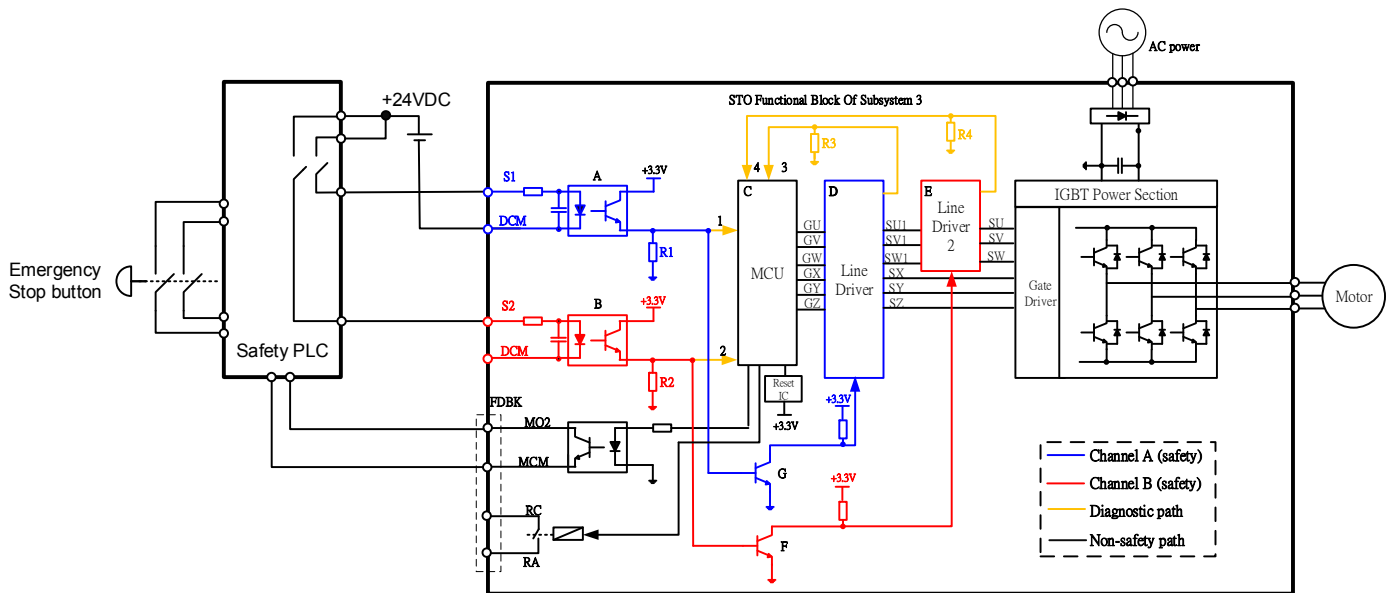 AC power
+24VDC
STO Functional Block Of Subsystem 3
R4
R3
S1
A
+3.3V
4
3
C
D
E
IGBT Power Section
DCM
1
R1
MCU
GU
GV
GW
GX
GY
GZ
Line
Driver
SU1
SV1
SW1
SX
SY
SZ
Line
Driver
2
SU
SV
SW
Gate
Driver
Emergency
Stop button
Safety PLC
S2
B
+3.3V
DCM
2
R2
Reset
IC
+3.3V
Motor
FDBK
MO2
MCM
+3.3V
G
+3.3V
F
RC
RA
Channel A (safety)
Channel B (safety)
Diagnostic path
Non-safety path